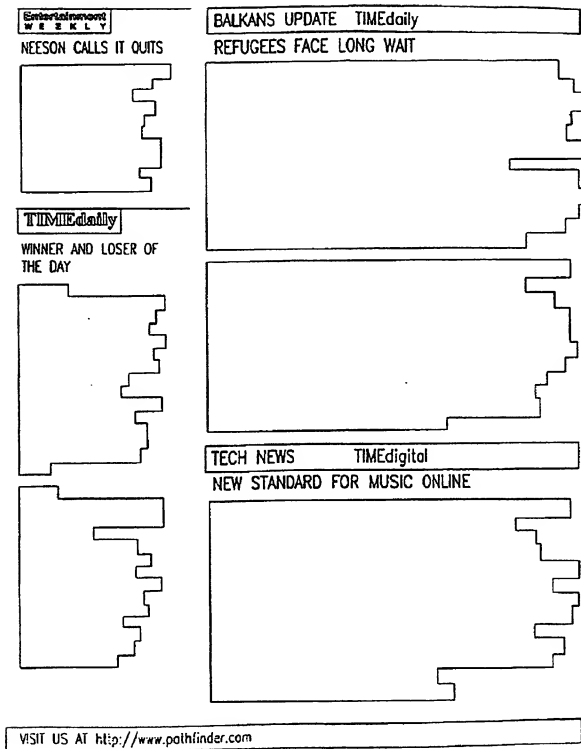 Entertainment
WEEKLY
NEESON CALLS IT QUITS
TIMEdaily
WINNER AND LOSER OF
THE DAY
BALKANS UPDATE TIMEdaily
REFUGEES FACE LONG WAIT
TECH NEWS TIMEdigital
NEW STANDARD FOR MUSIC ONLINE
VISIT US AT http://www.pathfinder.com